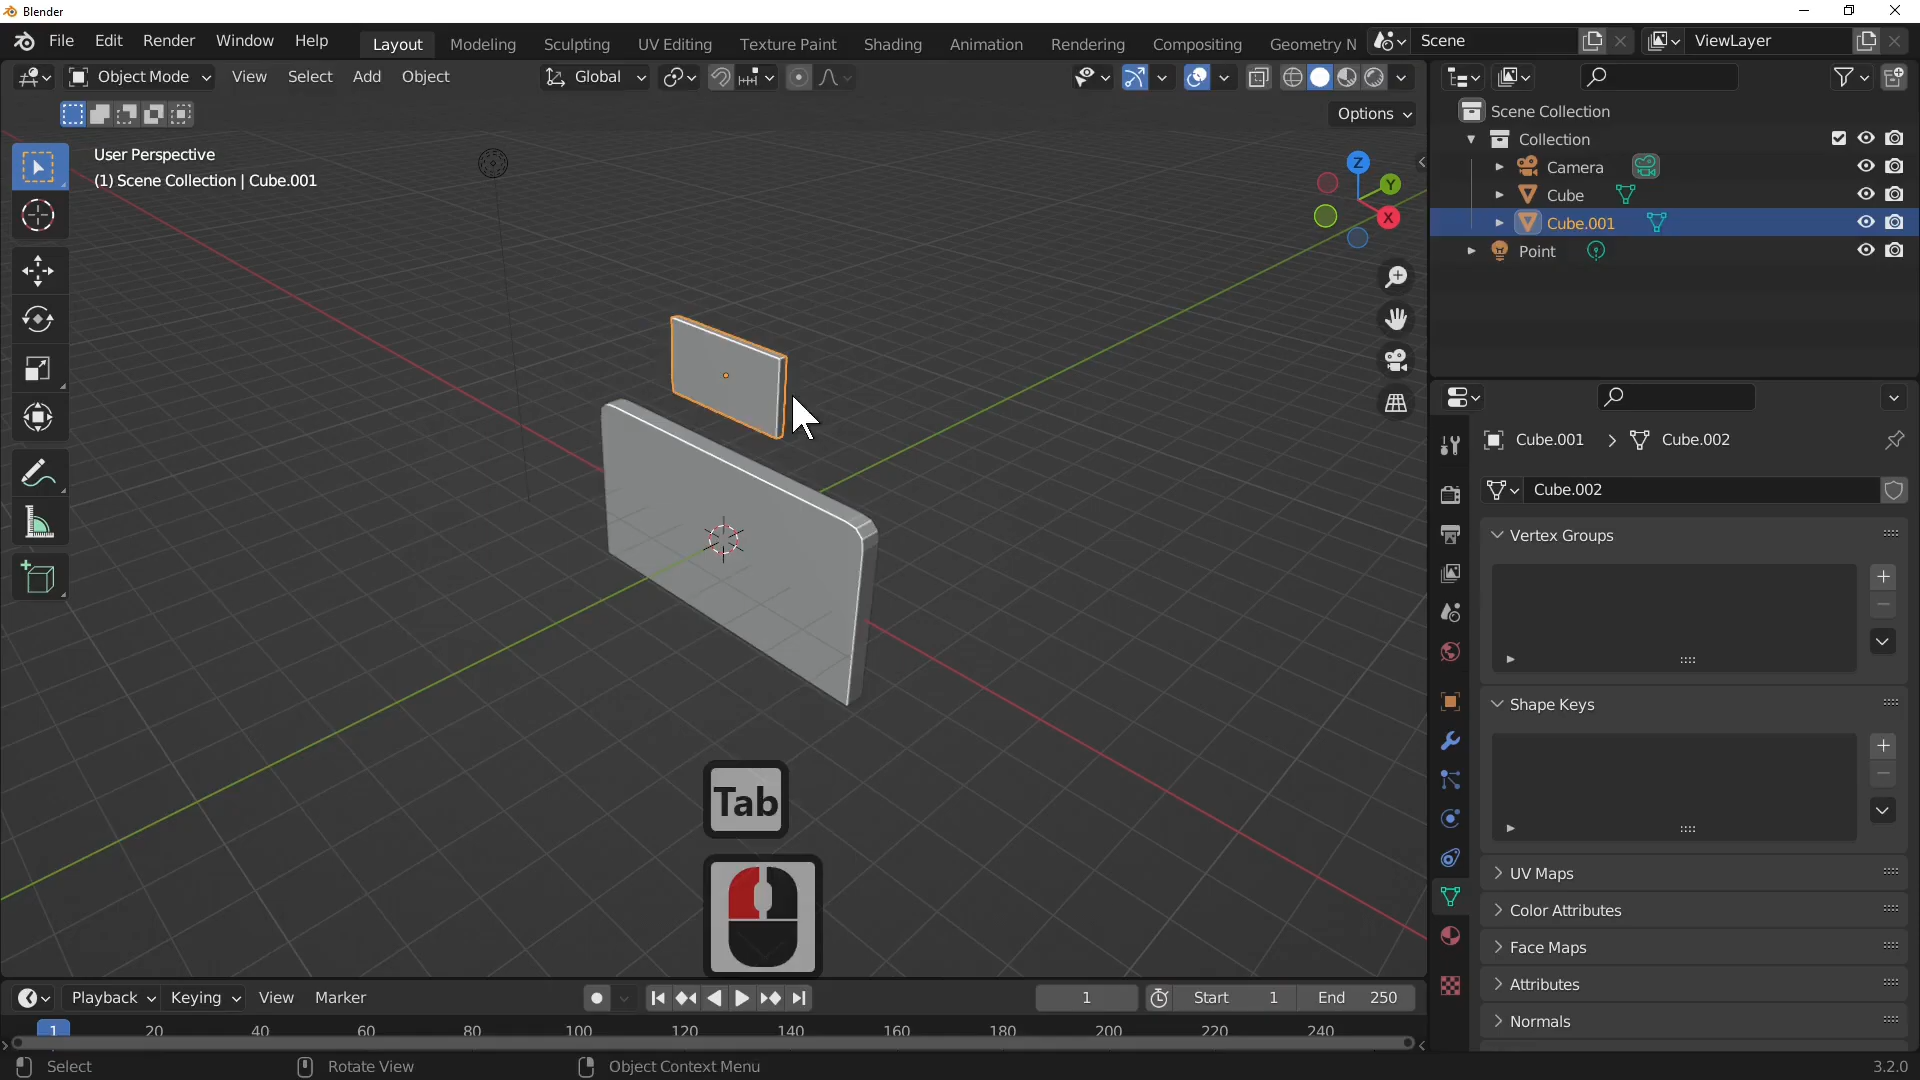 Blender
File Edit Render Window Help Layout Modeling Sculpting UV Editing Texture Paint Shading Animation Rendering Compositing Geometry N Scene ViewLayer
Object Mode View Select Add Object Global
Options
User Perspective
(1) Scene Collection | Cube.001
Z
Y
X
Scene Collection
Collection
Camera
Cube
Cube.001
Point
Cube.001 Cube.002
Cube.002
Vertex Groups
Shape Keys
UV Maps
Color Attributes
Face Maps
Attributes
Normals
Tab
Playback Keying View Marker 1 Start 1 End 250
1 20 40 60 80 100 120 140 160 180 200 220 240
Select Rotate View Object Context Menu 3.2.0